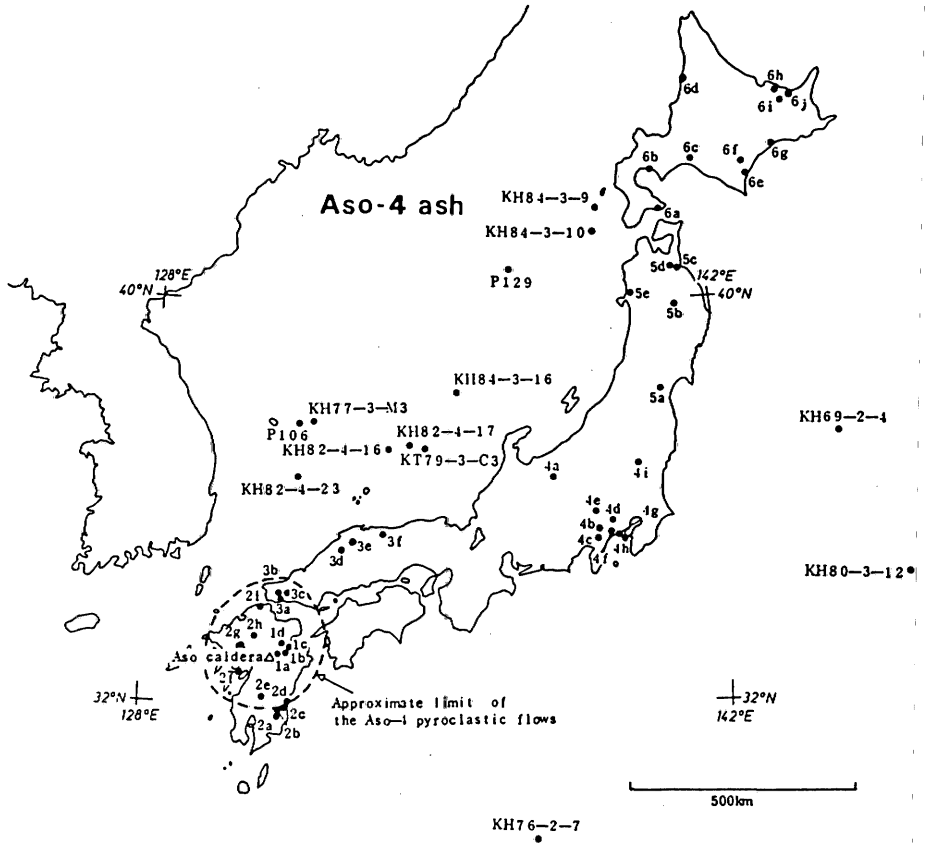 6h
6d
6i
6j
6g
6f
6c
6b
6e
KH84-3-9
Aso-4 ash
6a
KH84-3-10
5c
5d
128°E
142°E
40°N
P129
40°N
5e
5b
KH84-3-16
5a
KH77-3-M3
KH69-2-4
P106
KH82-4-17
KH82-4-16
KT79-3-C3
4a
4i
KH82-4-23
4e
4d
4g
4b
4c
3f
3e
4h
3d
4f
3b
KH80-3-12
3c
2i
3a
2h
2g
1d
1c
Aso caldera
1b
1a
2f
2e
2d
32°N
32°N
128°E
142°E
Approximate limit of
the Aso-4 pyroclastic flows
2c
2a
2b
500km
KH76-2-7